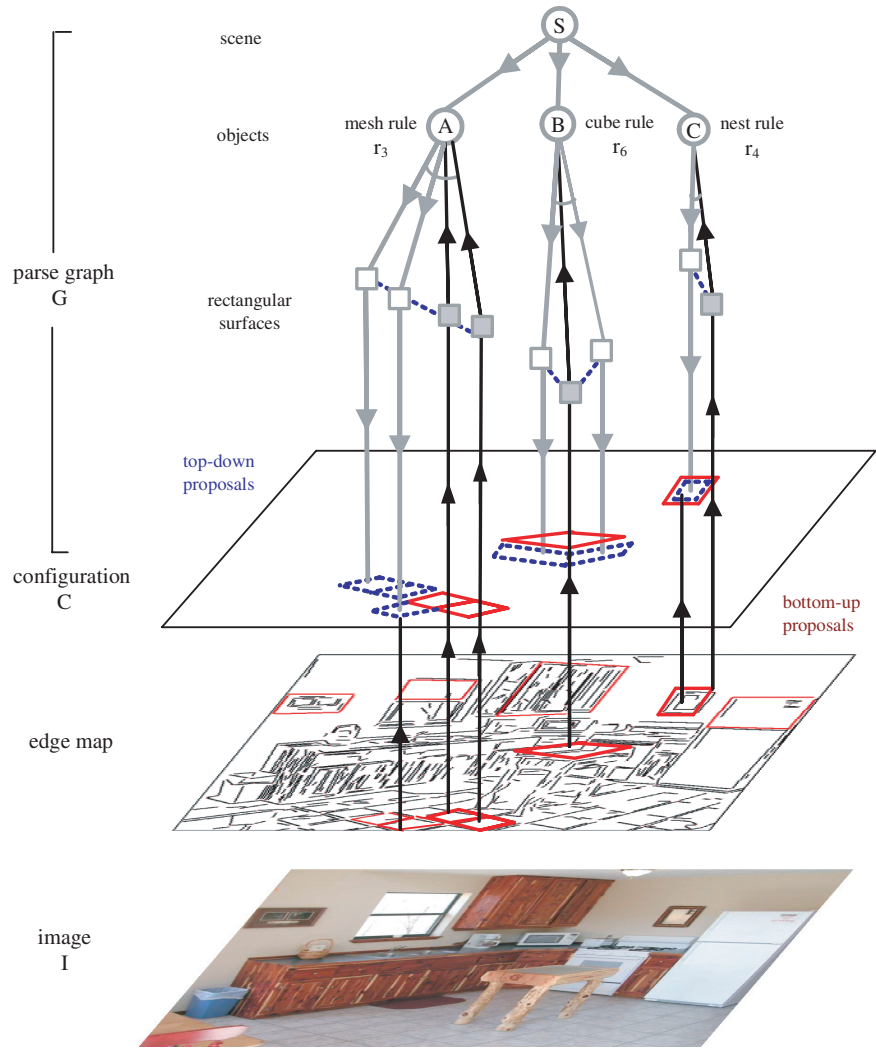 scene
S
objects
mesh rule
r₃
A
B
cube rule
r₆
C
nest rule
r₄
parse graph
G
rectangular
surfaces
top-down
proposals
configuration
C
bottom-up
proposals
edge map
image
I